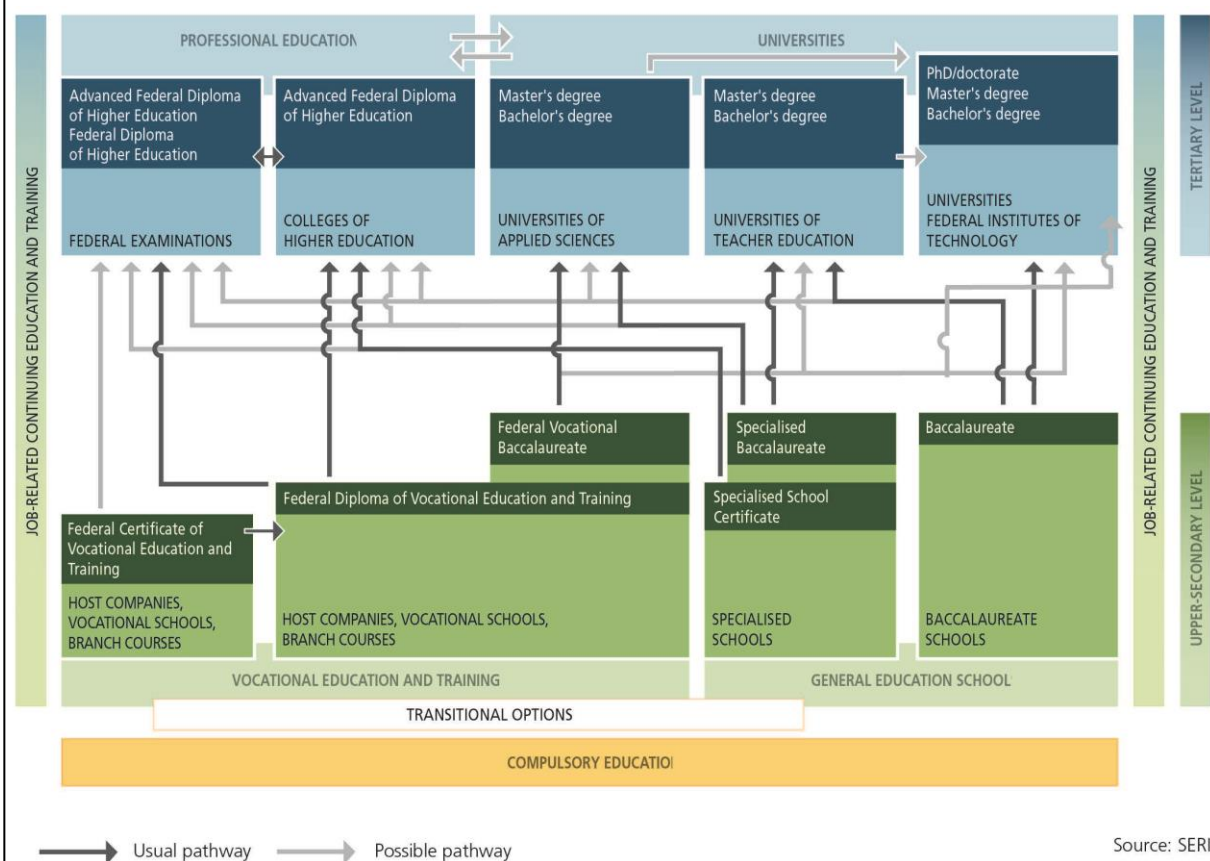 PROFESSIONAL EDUCATION
UNIVERSITIES
Advanced Federal Diploma
of Higher Education
Federal Diploma
of Higher Education
FEDERAL EXAMINATIONS
Advanced Federal Diploma
of Higher Education
COLLEGES OF
HIGHER EDUCATION
Master's degree
Bachelor's degree
UNIVERSITIES OF
APPLIED SCIENCES
Master's degree
Bachelor's degree
UNIVERSITIES OF
TEACHER EDUCATION
PhD/doctorate
Master's degree
Bachelor's degree
UNIVERSITIES
FEDERAL INSTITUTES OF
TECHNOLOGY
JOB-RELATED CONTINUING EDUCATION AND TRAINING
JOB-RELATED CONTINUING EDUCATION AND TRAINING
TERTIARY LEVEL
UPPER-SECONDARY LEVEL
Federal Vocational
Baccalaureate
Specialised
Baccalaureate
Baccalaureate
Federal Diploma of Vocational Education and Training
Specialised School
Certificate
Federal Certificate of
Vocational Education and
Training
HOST COMPANIES,
VOCATIONAL SCHOOLS,
BRANCH COURSES
HOST COMPANIES, VOCATIONAL SCHOOLS,
BRANCH COURSES
SPECIALISED
SCHOOLS
BACCALAUREATE
SCHOOLS
VOCATIONAL EDUCATION AND TRAINING
GENERAL EDUCATION SCHOOL
TRANSITIONAL OPTIONS
COMPULSORY EDUCATIO
Usual pathway
Possible pathway
Source: SERI